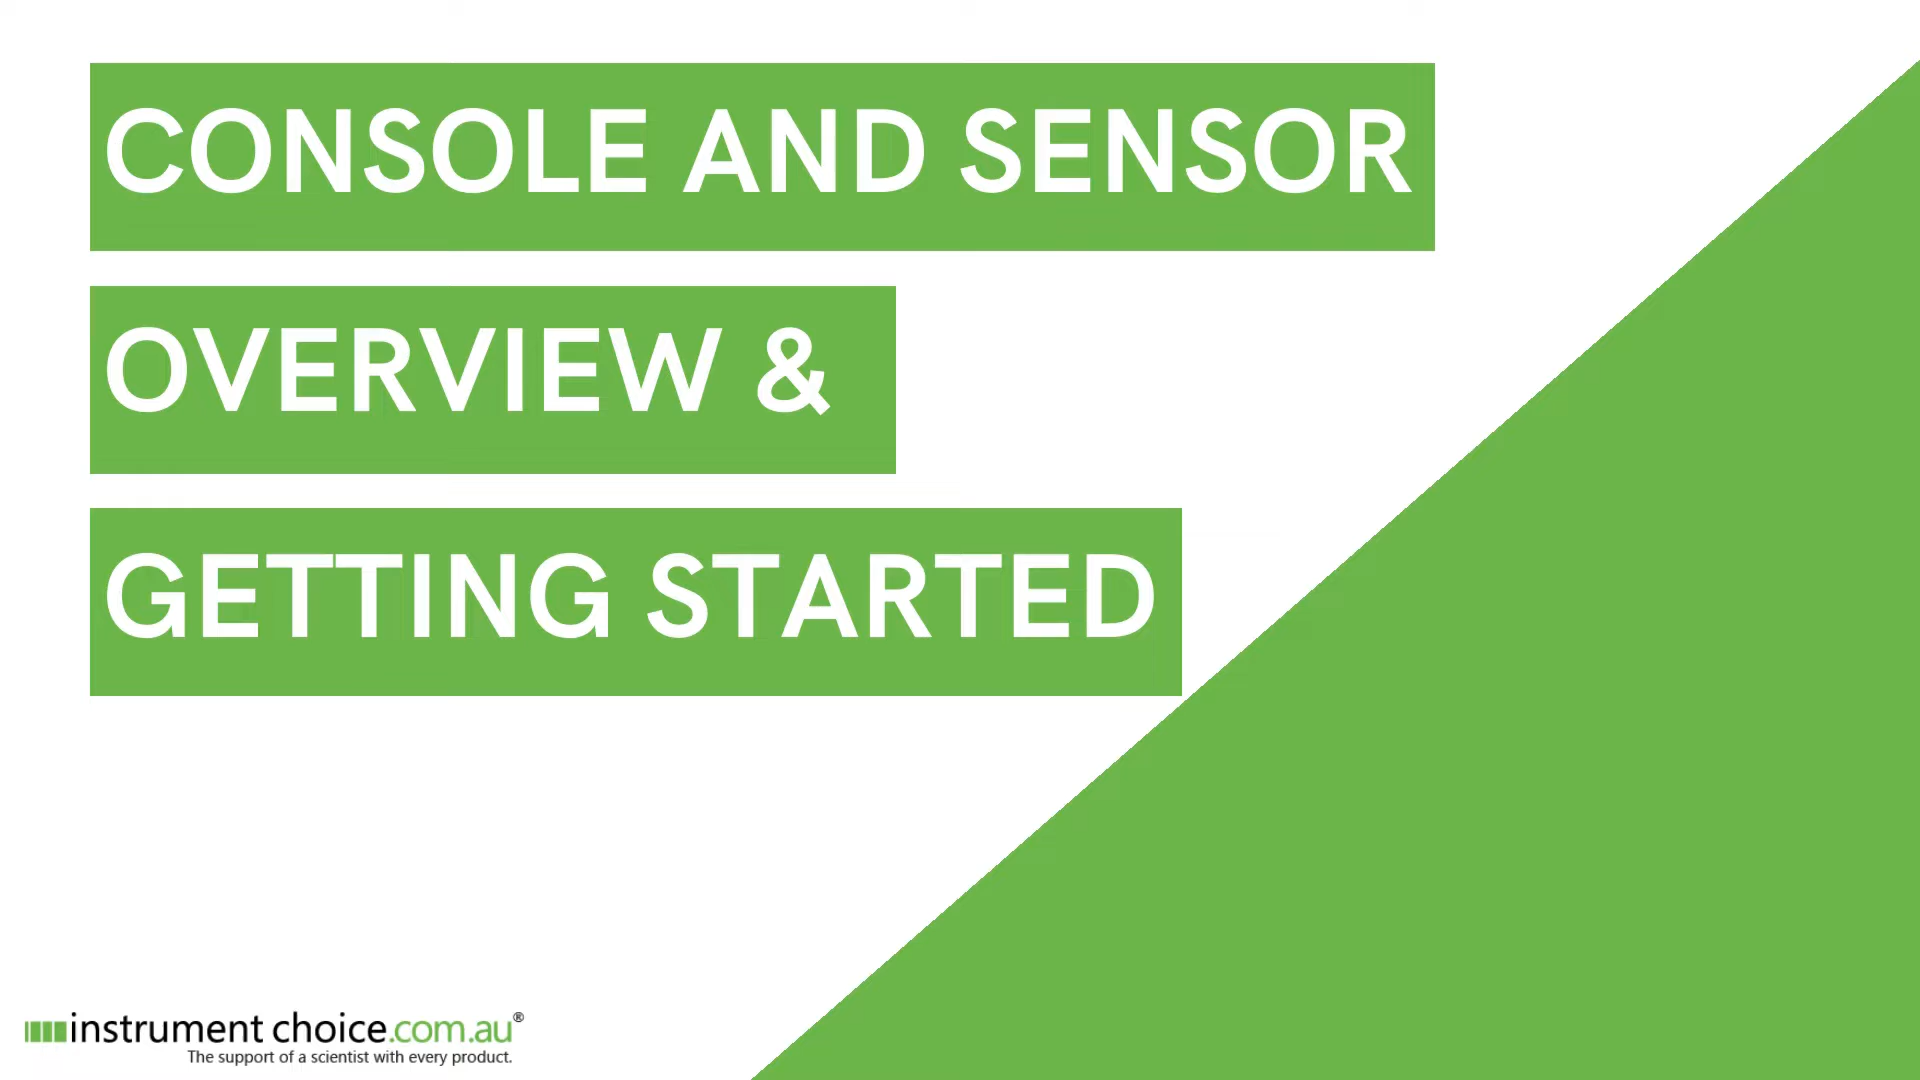 CONSOLE AND SENSOR
OVERVIEW &
GETTING STARTED
instrument choice.com.au®
The support of a scientist with every product.